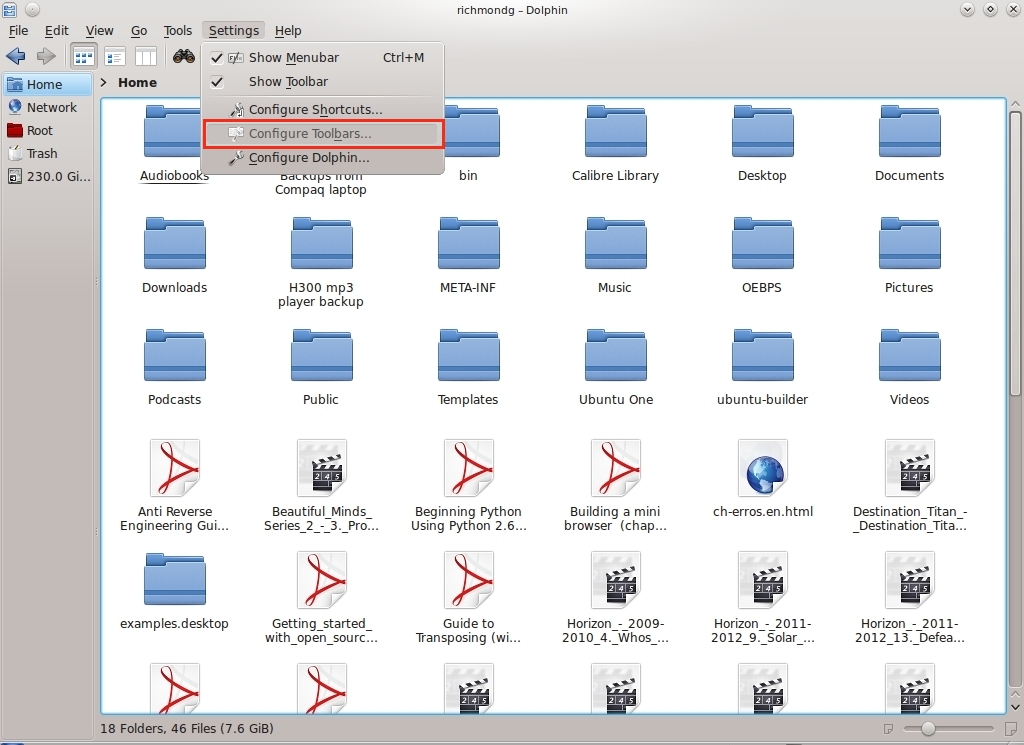 richmondg – Dolphin
File Edit View Go Tools Settings Help
Show Menubar Ctrl+M
Show Toolbar
Configure Shortcuts...
Configure Toolbars...
Configure Dolphin...
Home
Network
Root
Trash
230.0 Gi...
> Home
Audiobooks
Backups from
Compaq laptop
bin
Calibre Library
Desktop
Documents
Downloads
H300 mp3
player backup
META-INF
Music
OEBPS
Pictures
Podcasts
Public
Templates
Ubuntu One
ubuntu-builder
Videos
Anti Reverse
Engineering Gui...
Beautiful_Minds_
Series_2_-_3._Pro...
Beginning Python
Using Python 2.6...
Building a mini
browser (chap...
ch-erros.en.html
Destination_Titan_-
_Destination_Tita...
examples.desktop
Getting_started_
with_open_sourc...
Guide to
Transposing (wi...
Horizon_-_2009-
2010_4._Whos_...
Horizon_-_2011-
2012_9._Solar_...
Horizon_-_2011-
2012_13._Defea...
18 Folders, 46 Files (7.6 GiB)